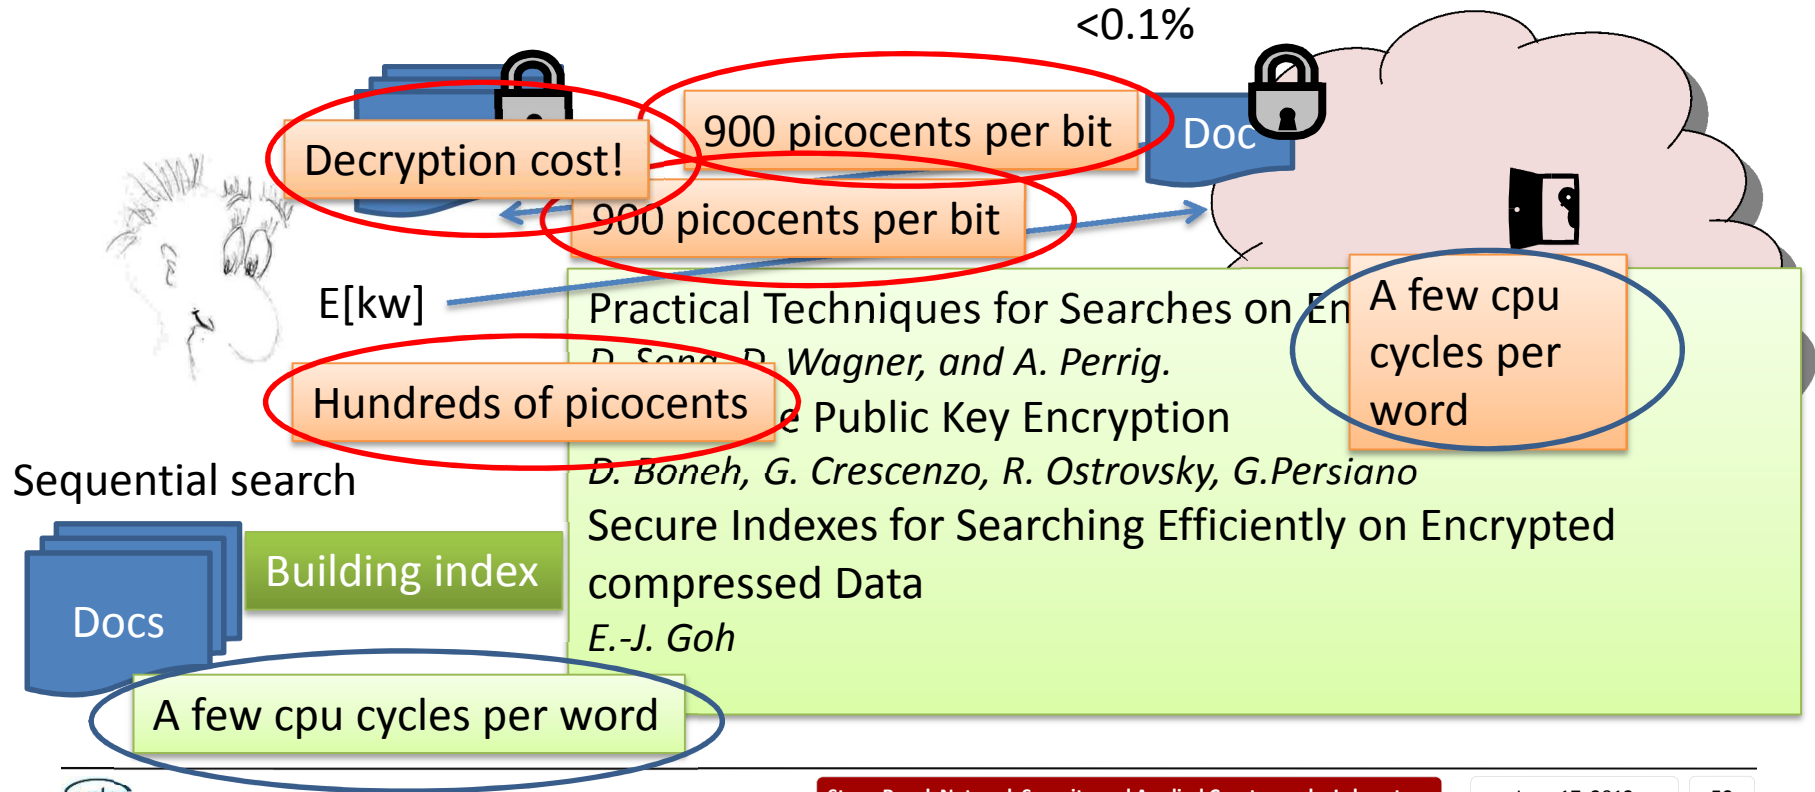 <0.1%
Decryption cost!
900 picocents per bit
Doc
900 picocents per bit
E[kw]
Practical Techniques for Searches on En
A few cpu
cycles per
word
D. Song, D. Wagner, and A. Perrig.
Hundreds of picocents
e Public Key Encryption
D. Boneh, G. Crescenzo, R. Ostrovsky, G.Persiano
Sequential search
Secure Indexes for Searching Efficiently on Encrypted
compressed Data
E.-J. Goh
Building index
Docs
A few cpu cycles per word